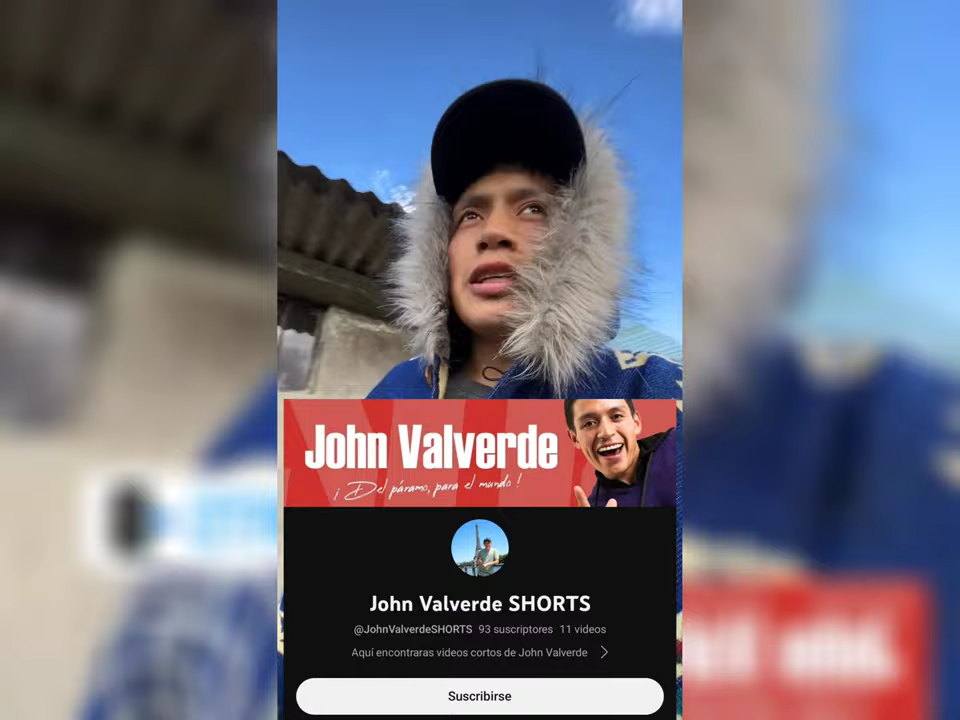 John Valverde
¡Del páramo, para el mundo!
John Valverde SHORTS
@JohnValverdeSHORTS 93 suscriptores 11 videos
Aquí encontraras videos cortos de John Valverde
Suscribirse